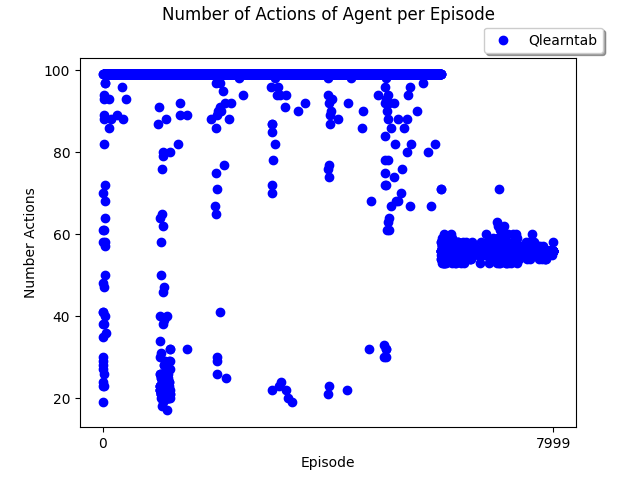 Number of Actions of Agent per Episode
Qlearntab
100
80
60
40
20
Number Actions
0
7999
Episode